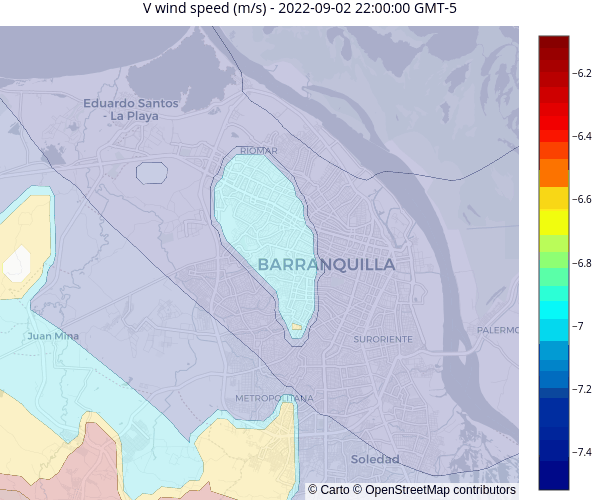 V wind speed (m/s) - 2022-09-02 22:00:00 GMT-5
Eduardo Santos
- La Playa
RIOMAR
BARRANQUILLA
Juan Mina
SURORIENTE
PALERMO
METROPOLITANA
Soledad
© Carto © OpenStreetMap contributors
−6.2
−6.4
−6.6
−6.8
−7
−7.2
−7.4